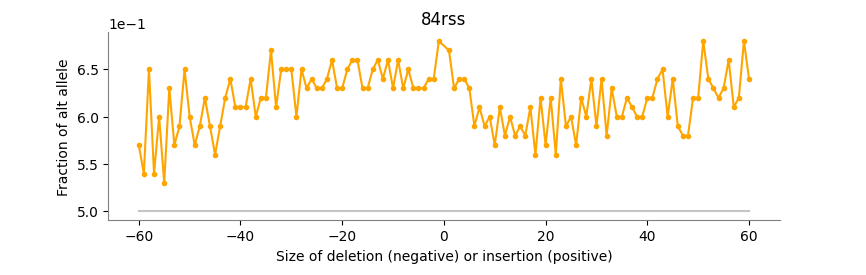 84rss
1e−1
6.5
6.0
5.5
5.0
Fraction of alt allele
−60 −40 −20 0 20 40 60
Size of deletion (negative) or insertion (positive)